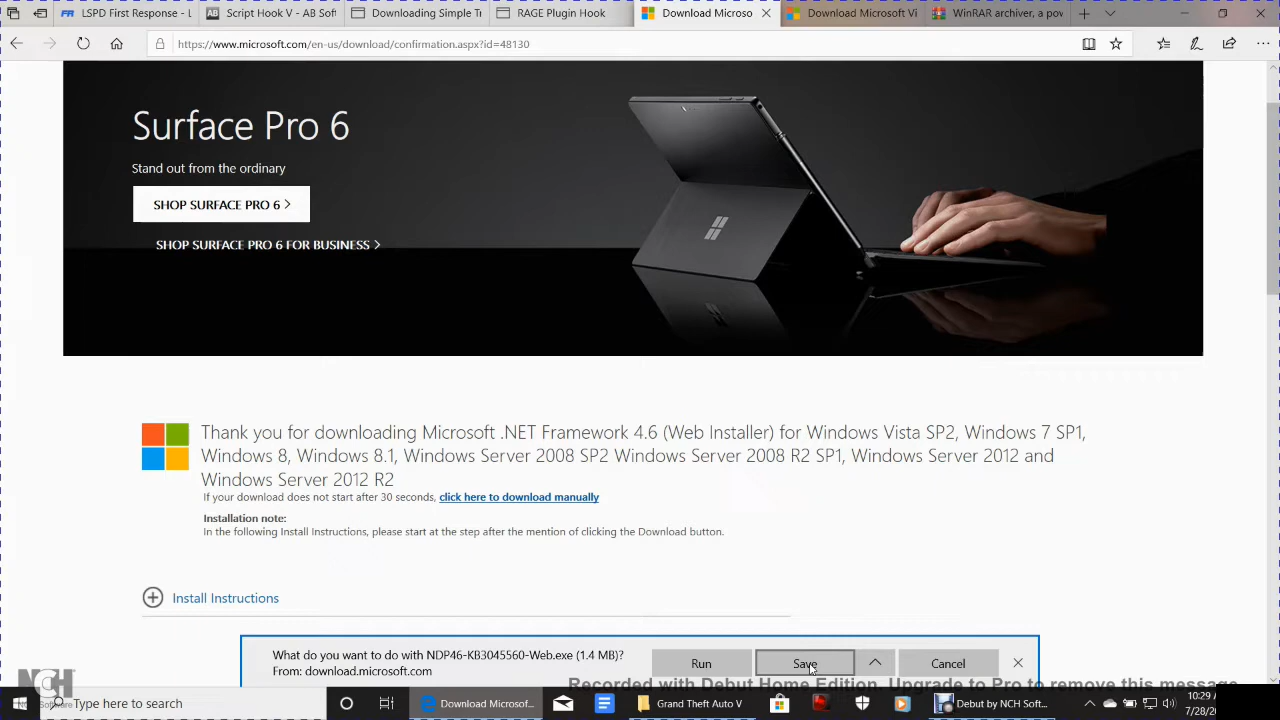 LSPD First Response - L
Script Hook V - AB Soft
Downloading Simple Tr
RAGE Plugin Hook
Download Microso
Download Microsoft Vi
WinRAR archiver, a pow
https://www.microsoft.com/en-us/download/confirmation.aspx?id=48130
Surface Pro 6
Stand out from the ordinary
SHOP SURFACE PRO 6 >
SHOP SURFACE PRO 6 FOR BUSINESS >
Thank you for downloading Microsoft .NET Framework 4.6 (Web Installer) for Windows Vista SP2, Windows 7 SP1,
Windows 8, Windows 8.1, Windows Server 2008 SP2 Windows Server 2008 R2 SP1, Windows Server 2012 and
Windows Server 2012 R2
If your download does not start after 30 seconds, click here to download manually
Installation note:
In the following Install Instructions, please start at the step after the mention of clicking the Download button.
Install Instructions
What do you want to do with NDP46-KB3045560-Web.exe (1.4 MB)?
From: download.microsoft.com
Run
Save
Cancel
NCH
Recorded with Debut Home Edition. Upgrade to Pro to remove this message
Type here to search
Download Microsof...
Grand Theft Auto V
Debut by NCH Soft...
10:29
7/28/20